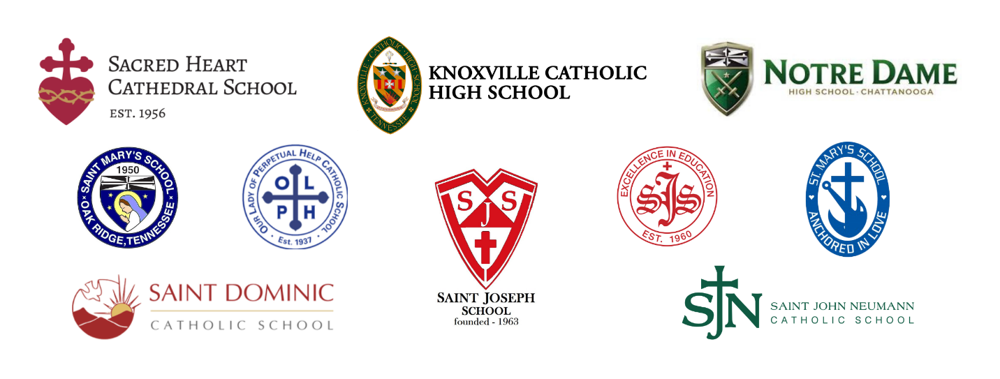 SACRED HEART
CATHEDRAL SCHOOL
EST. 1956
KNOXVILLE · CATHOLIC · HIGH · SCHOOL
TENNESSEE
KNOXVILLE CATHOLIC
HIGH SCHOOL
NOTRE DAME
HIGH SCHOOL · CHATTANOOGA
SAINT MARY'S SCHOOL
1950
OAK RIDGE, TENNESSEE
OUR LADY OF PERPETUAL HELP CATHOLIC SCHOOL
O L
P H
· Est. 1937 ·
S J S
SAINT JOSEPH
SCHOOL
founded - 1963
EXCELLENCE IN EDUCATION
SJS
EST. 1960
ST. MARY'S SCHOOL
ANCHORED IN LOVE
SAINT DOMINIC
CATHOLIC SCHOOL
SJN
SAINT JOHN NEUMANN
CATHOLIC SCHOOL